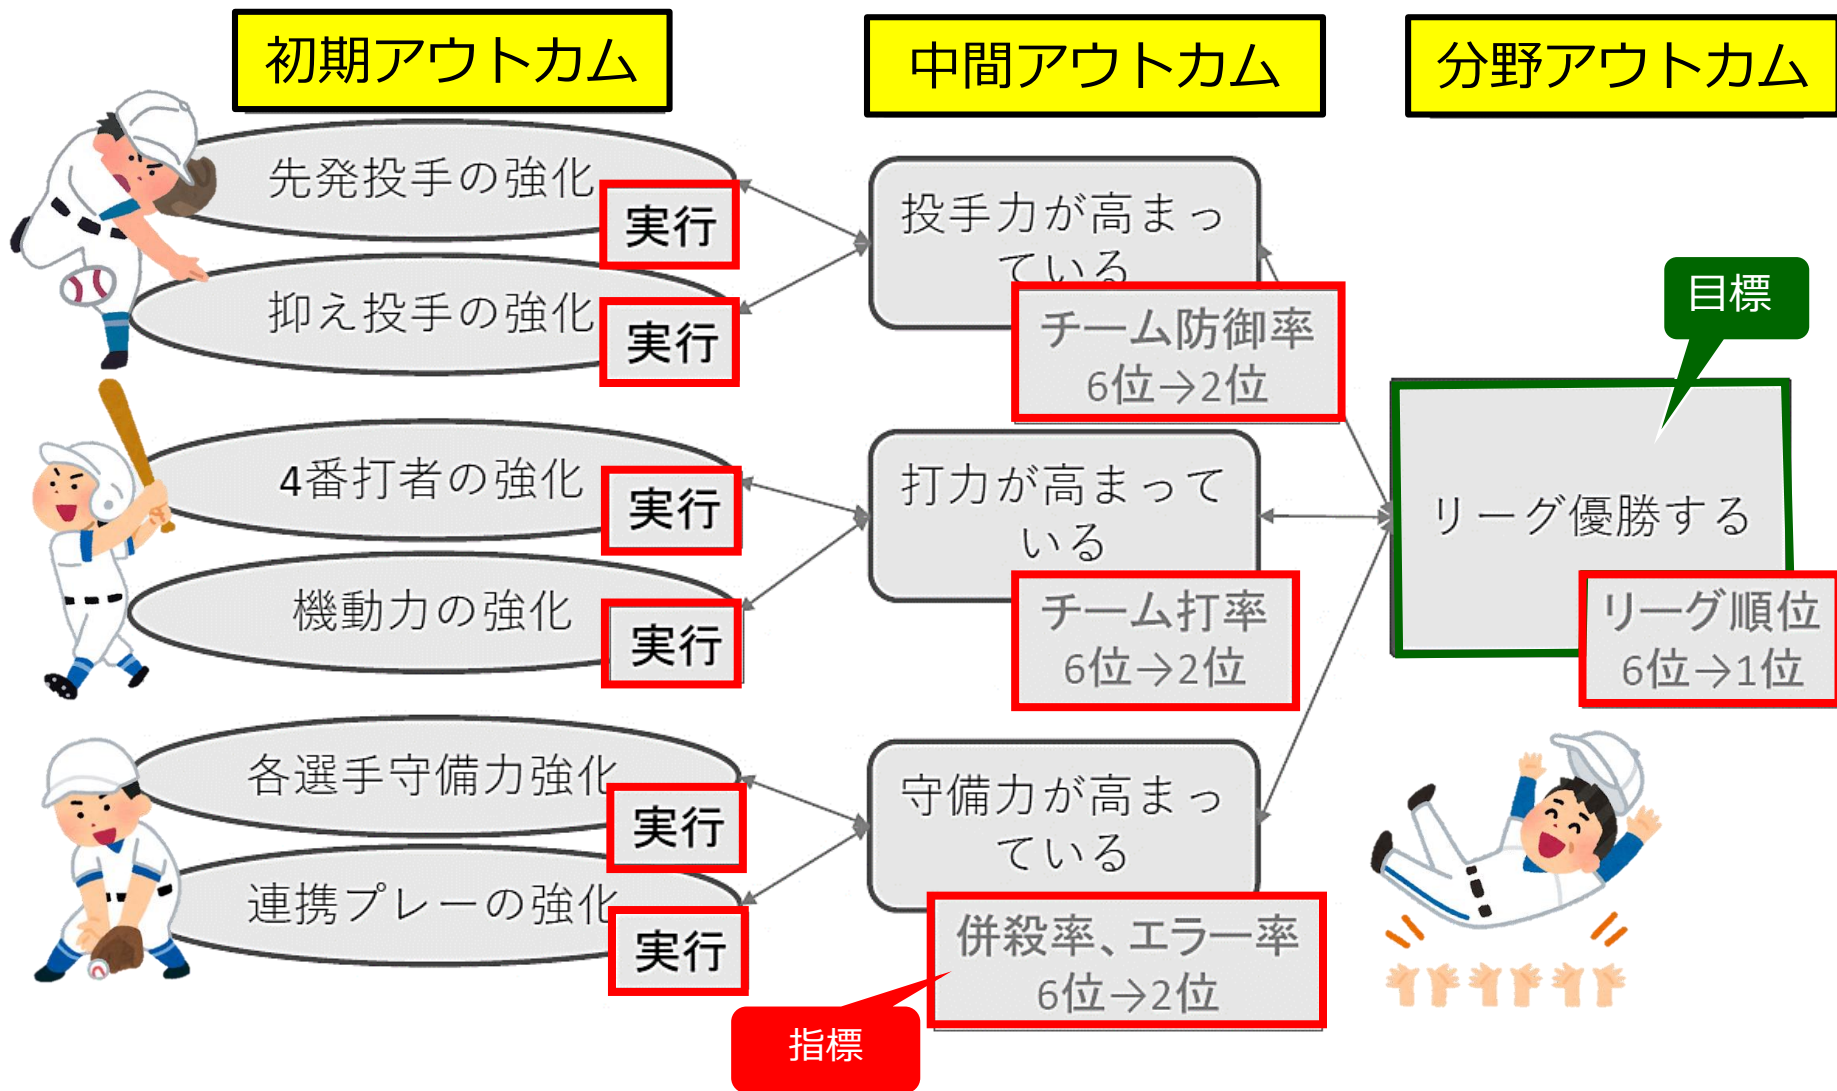 初期アウトカム
中間アウトカム
分野アウトカム
先発投手の強化
実行
抑え投手の強化
実行
投手力が高まっ
ている
チーム防御率
6位→2位
4番打者の強化
実行
機動力の強化
実行
打力が高まって
いる
チーム打率
6位→2位
各選手守備力強化
実行
連携プレーの強化
実行
守備力が高まっ
ている
併殺率、エラー率
6位→2位
指標
目標
リーグ優勝する
リーグ順位
6位→1位